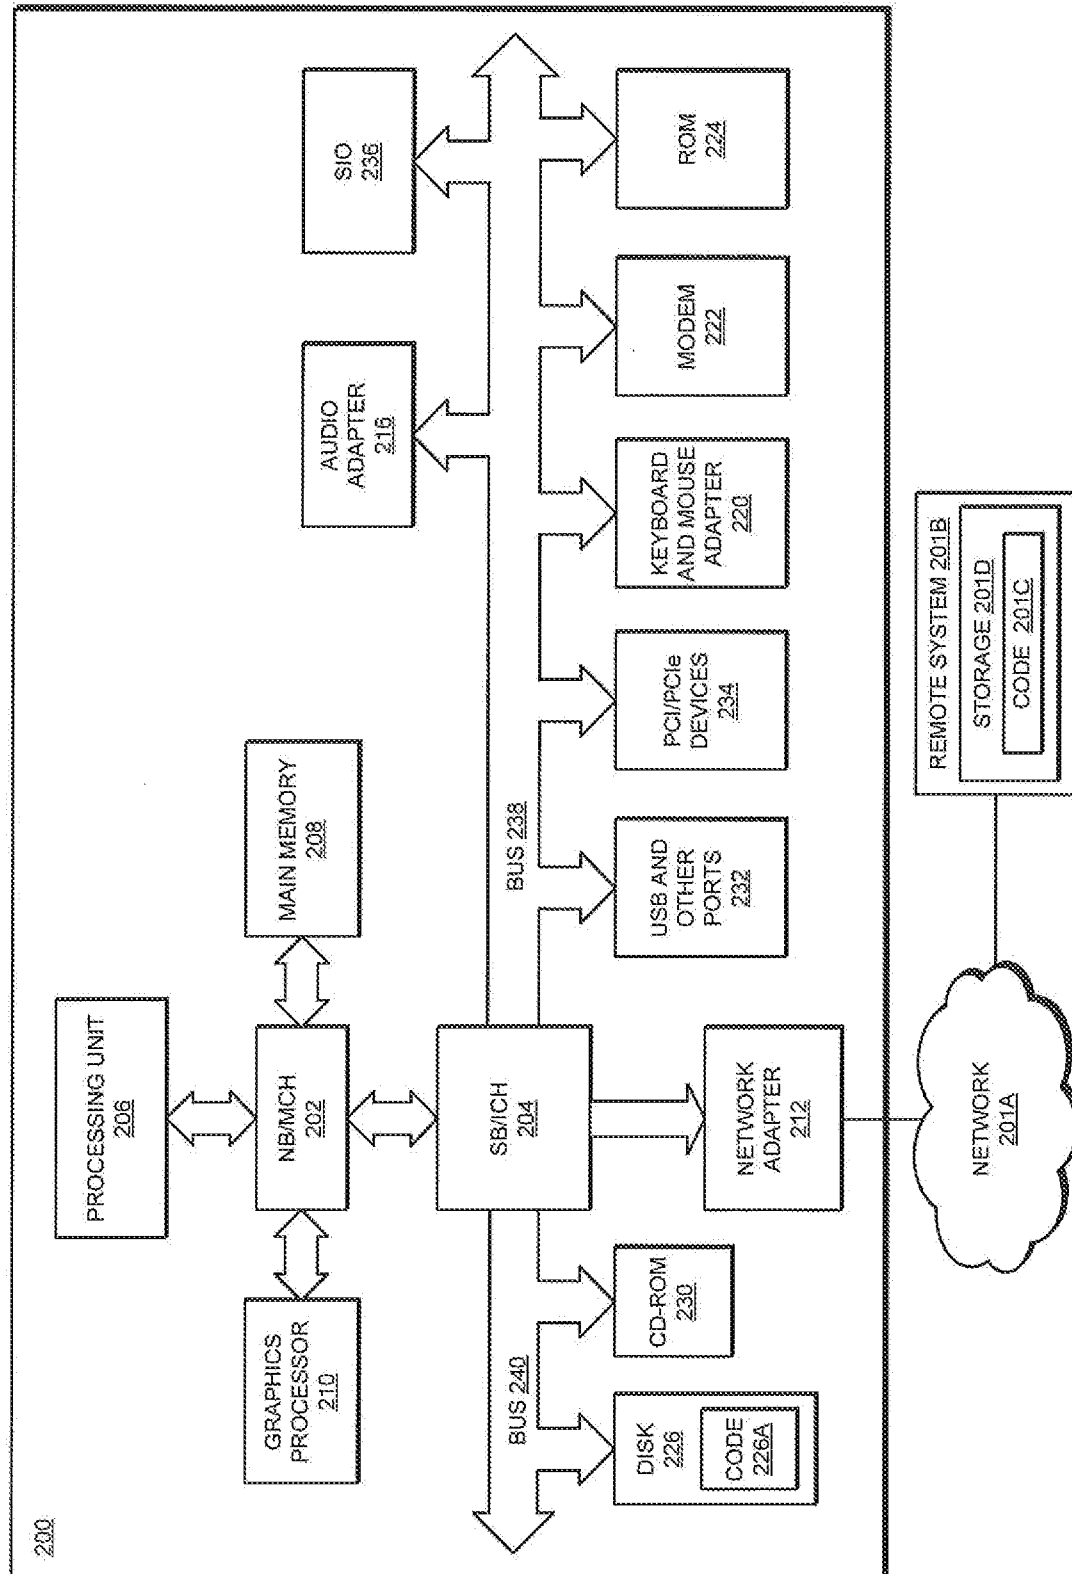 200
PROCESSING UNIT
206
GRAPHICS
PROCESSOR
210
NB/MCH
202
MAIN MEMORY
208
AUDIO
ADAPTER
216
SIO
236
SB/ICH
204
BUS 240
BUS 238
DISK
226
CODE
226A
CD-ROM
230
NETWORK
ADAPTER
212
USB AND
OTHER
PORTS
232
PCI/PCIe
DEVICES
234
KEYBOARD
AND MOUSE
ADAPTER
220
MODEM
222
ROM
224
NETWORK
201A
REMOTE SYSTEM 201B
STORAGE 201D
CODE 201C